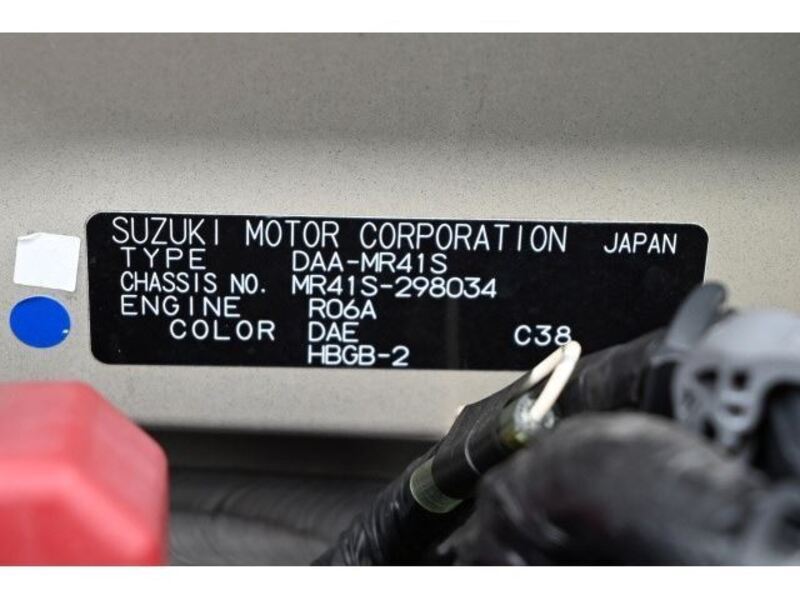 SUZUKI MOTOR CORPORATION JAPAN
TYPE DAA-MR41S
CHASSIS NO. MR41S-298034
ENGINE R06A
COLOR DAE C38
HBGB-2